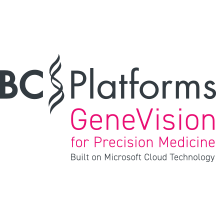 BC Platforms
GeneVision
for Precision Medicine
Built on Microsoft Cloud Technology